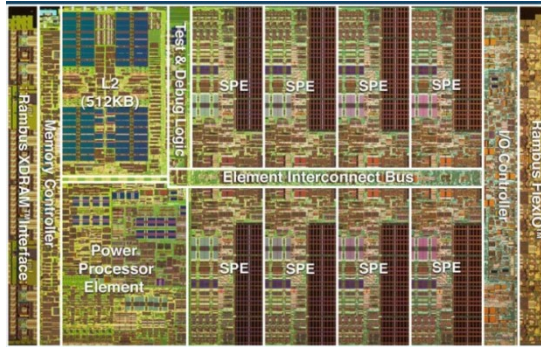 Rambus XDRAM™ Interface
Memory Controller
L2
(512KB)
Test & Debug Logic
SPE
SPE
SPE
SPE
Element Interconnect Bus
Power
Processor
Element
SPE
SPE
SPE
SPE
I/O Controller
Rambus FlexIO™